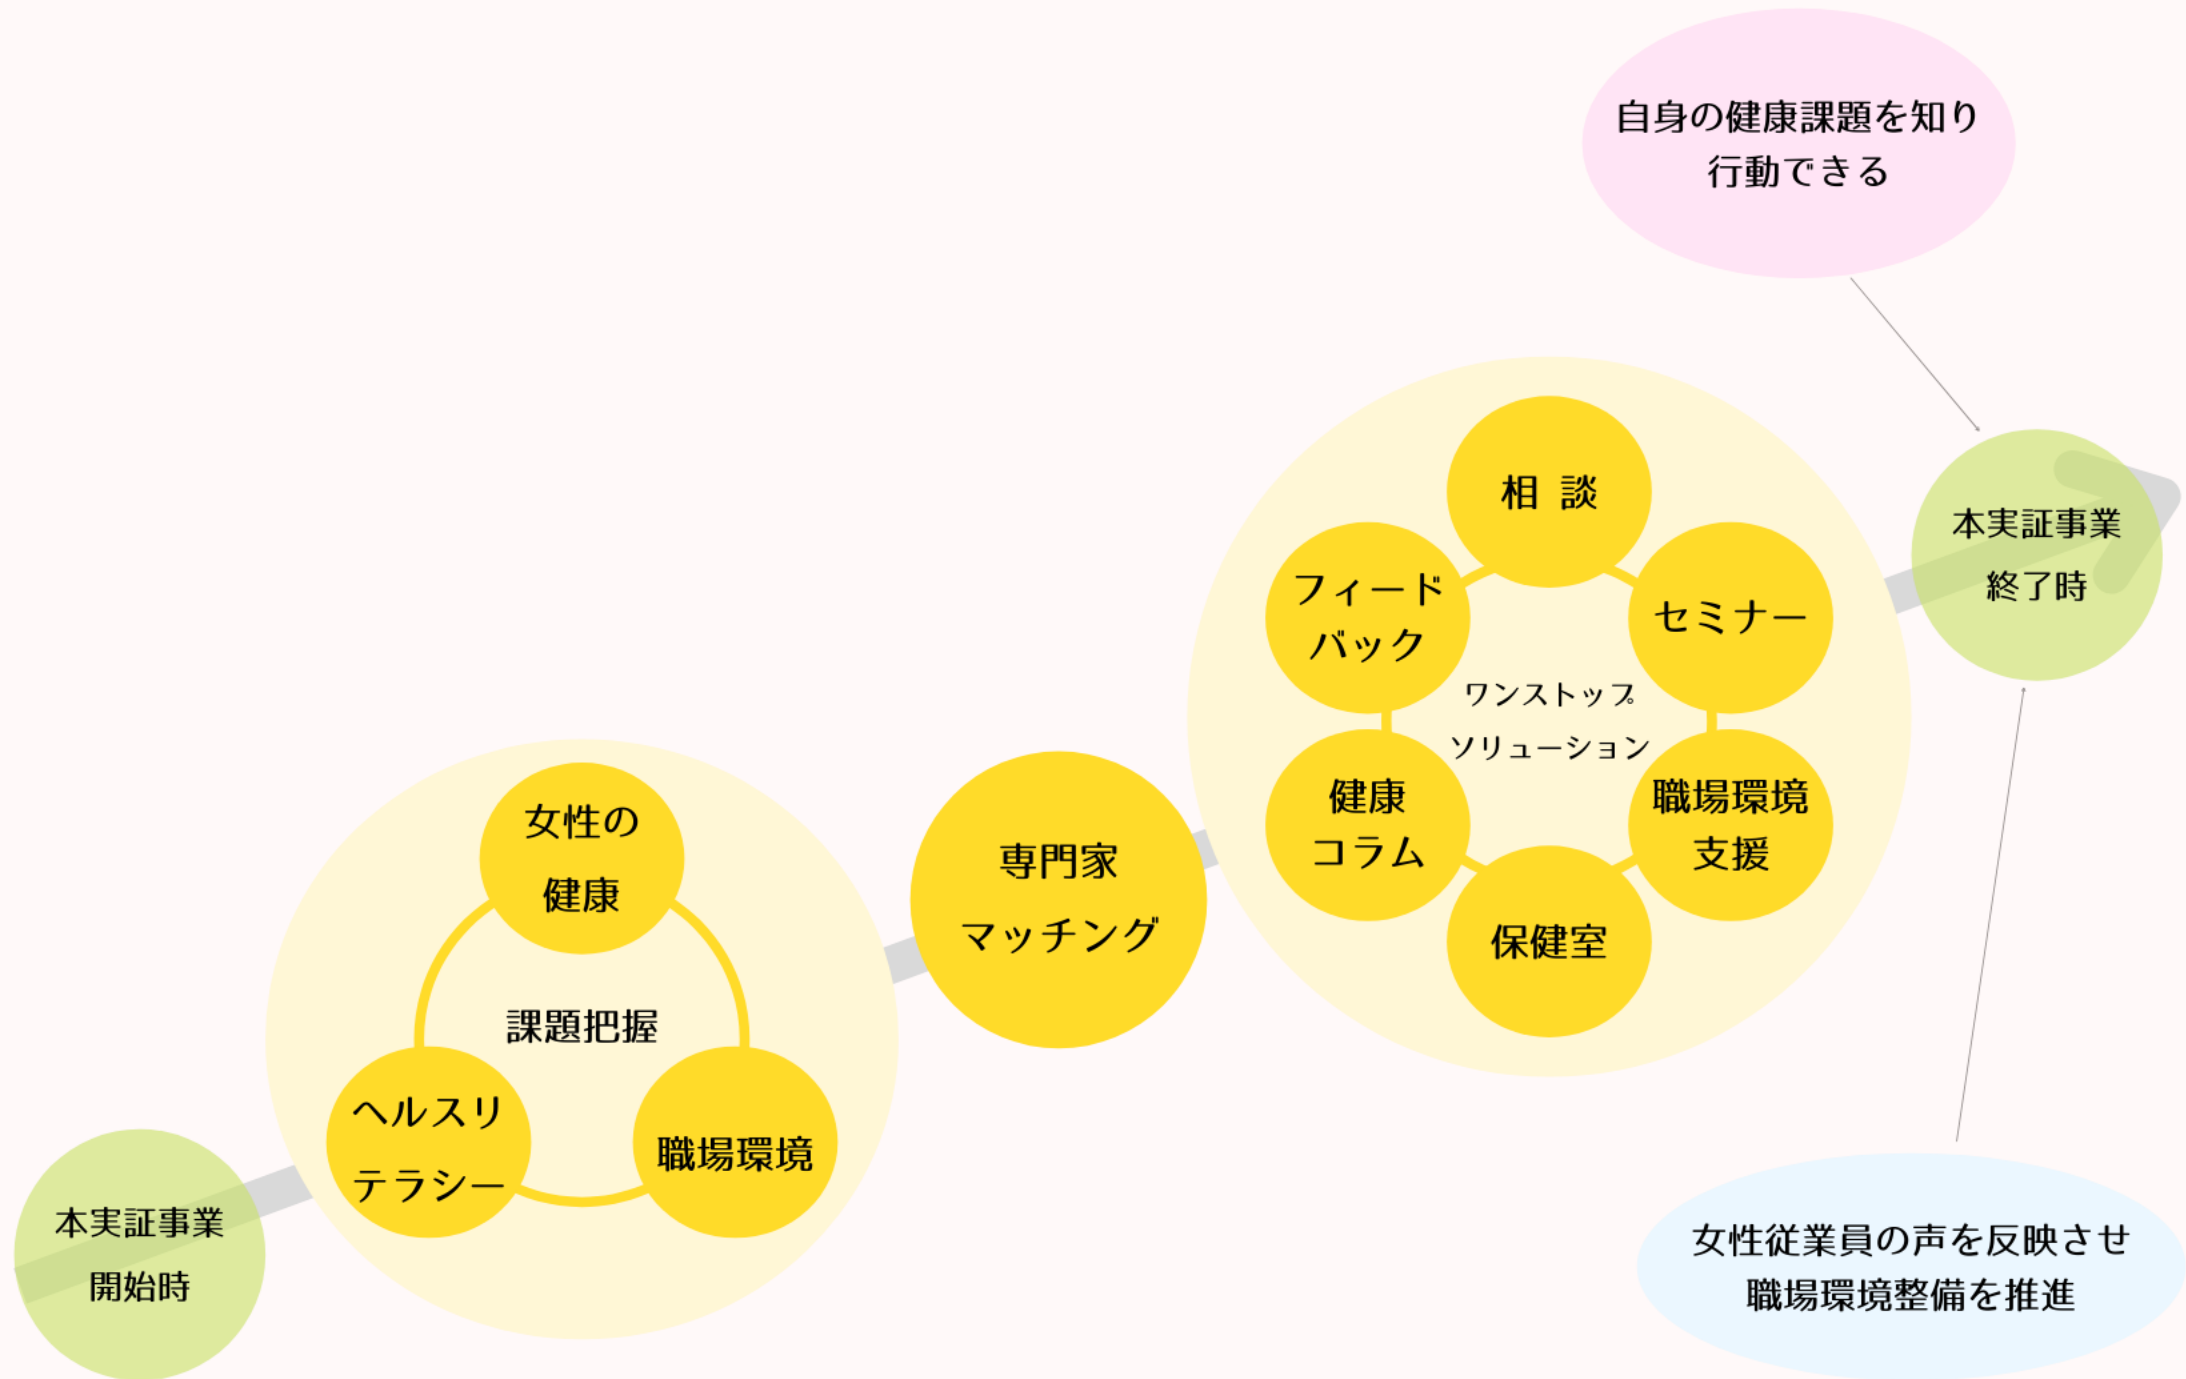 自身の健康課題を知り
行動できる
相 談
フィード
バック
セミナー
ワンストップ
ソリューション
健康
コラム
職場環境
支援
保健室
本実証事業
終了時
専門家
マッチング
女性の
健康
課題把握
ヘルスリ
テラシー
職場環境
本実証事業
開始時
女性従業員の声を反映させ
職場環境整備を推進